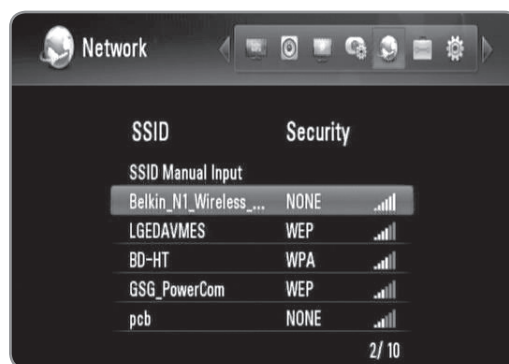 Network
SSID Security
SSID Manual Input
Belkin_N1_Wireless_... NONE
LGEDAVMES WEP
BD-HT WPA
GSG_PowerCom WEP
pcb NONE
2/ 10